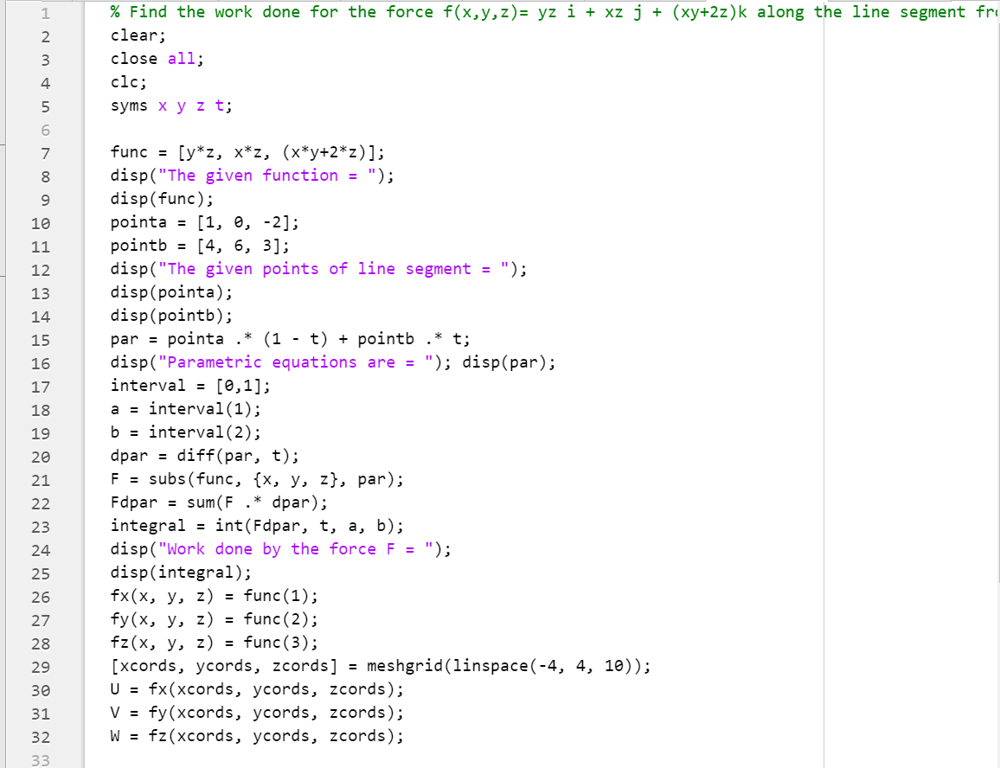 1 % Find the work done for the force f(x,y,z)= yz i + xz j + (xy+2z)k along the line segment
2 clear;
3 close all;
4 clc;
5 syms x y z t;
6
7 func = [y*z, x*z, (x*y+2*z)];
8 disp("The given function = ");
9 disp(func);
10 pointa = [1, 0, -2];
11 pointb = [4, 6, 3];
12 disp("The given points of line segment = ");
13 disp(pointa);
14 disp(pointb);
15 par = pointa .* (1 - t) + pointb .* t;
16 disp("Parametric equations are = "); disp(par);
17 interval = [0,1];
18 a = interval(1);
19 b = interval(2);
20 dpar = diff(par, t);
21 F = subs(func, {x, y, z}, par);
22 Fdpar = sum(F .* dpar);
23 integral = int(Fdpar, t, a, b);
24 disp("Work done by the force F = ");
25 disp(integral);
26 fx(x, y, z) = func(1);
27 fy(x, y, z) = func(2);
28 fz(x, y, z) = func(3);
29 [xcords, ycords, zcords] = meshgrid(linspace(-4, 4, 10));
30 U = fx(xcords, ycords, zcords);
31 V = fy(xcords, ycords, zcords);
32 W = fz(xcords, ycords, zcords);
33